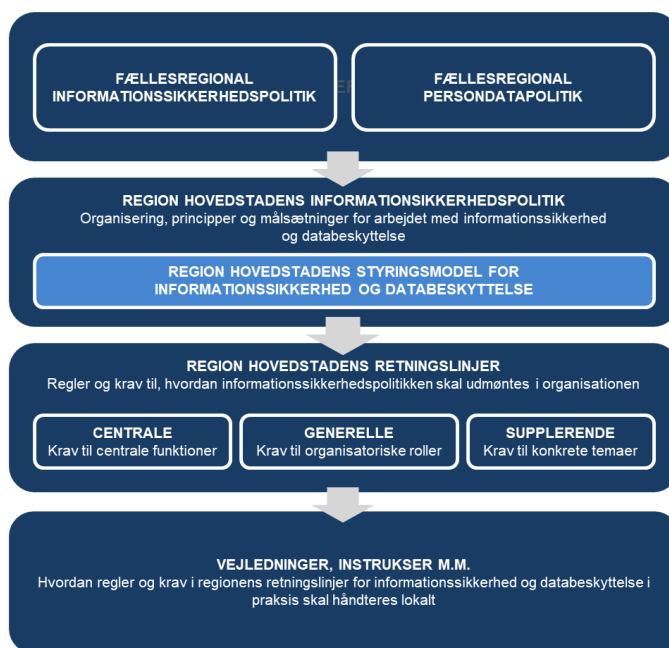 FÆLLESREGIONAL
INFORMATIONSSIKKERHEDSPOLITIK
FÆLLESREGIONAL
PERSONDATAPOLITIK
REGION HOVEDSTADENS INFORMATIONSIKKERHEDSPOLITIK
Organisering, principper og målsætninger for arbejdet med informationssikkerhed
og databeskyttelse
REGION HOVEDSTADENS STYRINGSMODEL FOR
INFORMATIONSSIKKERHED OG DATABESKYTTELSE
REGION HOVEDSTADENS RETNINGSLINJER
Regler og krav til, hvordan informationssikkerhedspolitikken skal udmøntes i organisationen
CENTRALE
Krav til centrale funktioner
GENERELLE
Krav til organisatoriske roller
SUPPLERENDE
Krav til konkrete temaer
VEJLEDNINGER, INSTRUKSER M.M.
Hvordan regler og krav i regionens retningslinjer for informationssikkerhed og databeskyttelse i
praksis skal håndteres lokalt